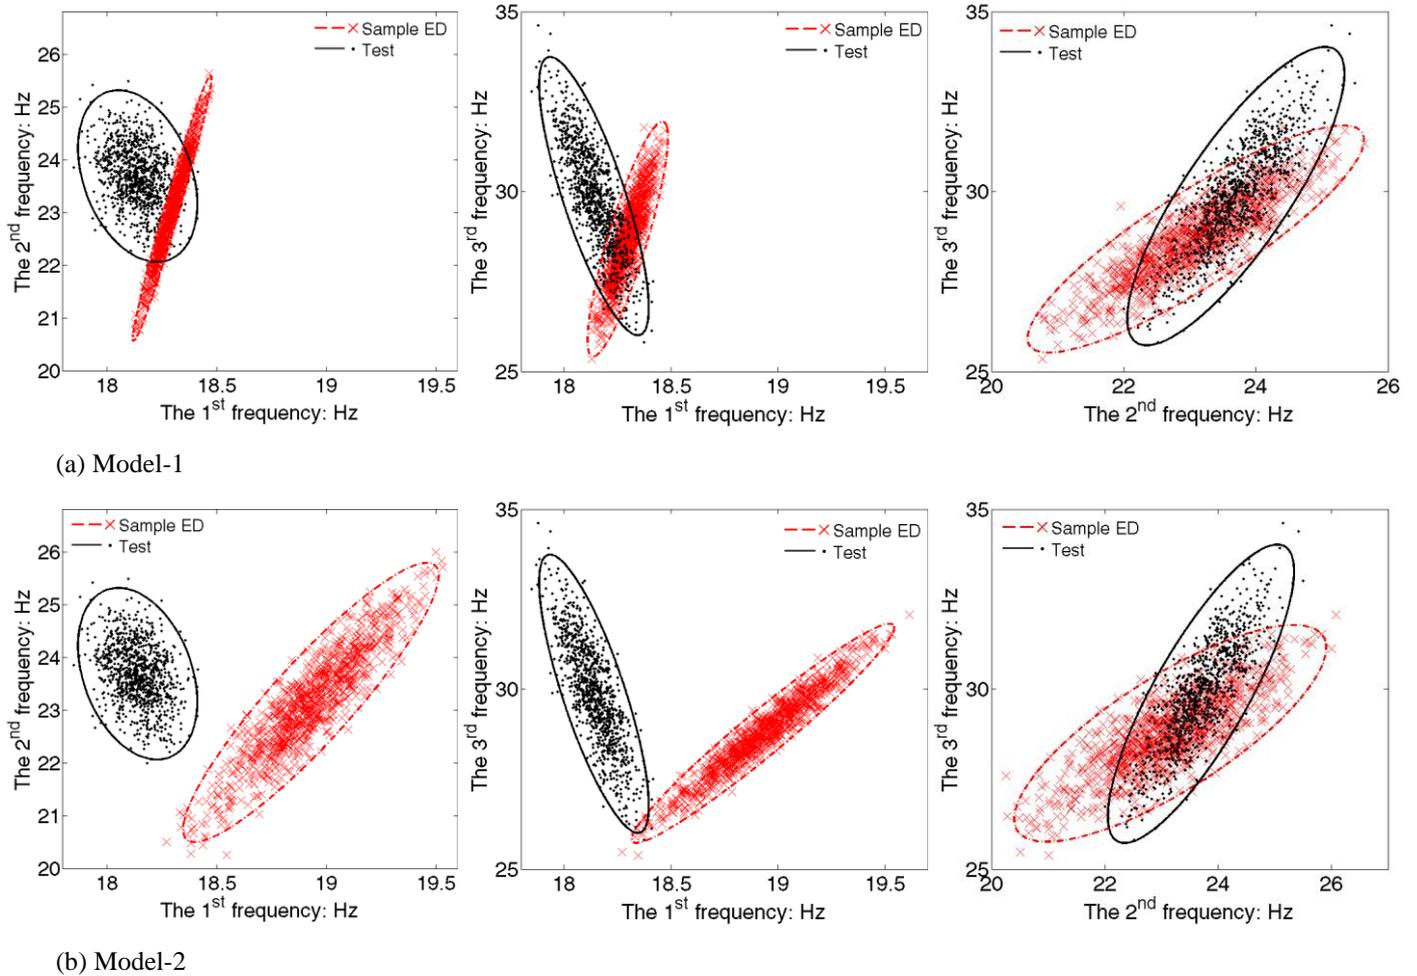 Sample ED
Test
26
25
24
23
22
21
20
The 2nd frequency: Hz
18 18.5 19 19.5
The 1st frequency: Hz
Sample ED
Test
35
30
25
The 3rd frequency: Hz
18 18.5 19 19.5
The 1st frequency: Hz
Sample ED
Test
35
30
25
The 3rd frequency: Hz
20 22 24 26
The 2nd frequency: Hz
(a) Model-1
Sample ED
Test
26
25
24
23
22
21
20
The 2nd frequency: Hz
18 18.5 19 19.5
The 1st frequency: Hz
Sample ED
Test
35
30
25
The 3rd frequency: Hz
18 18.5 19 19.5
The 1st frequency: Hz
Sample ED
Test
35
30
25
The 3rd frequency: Hz
20 22 24 26
The 2nd frequency: Hz
(b) Model-2